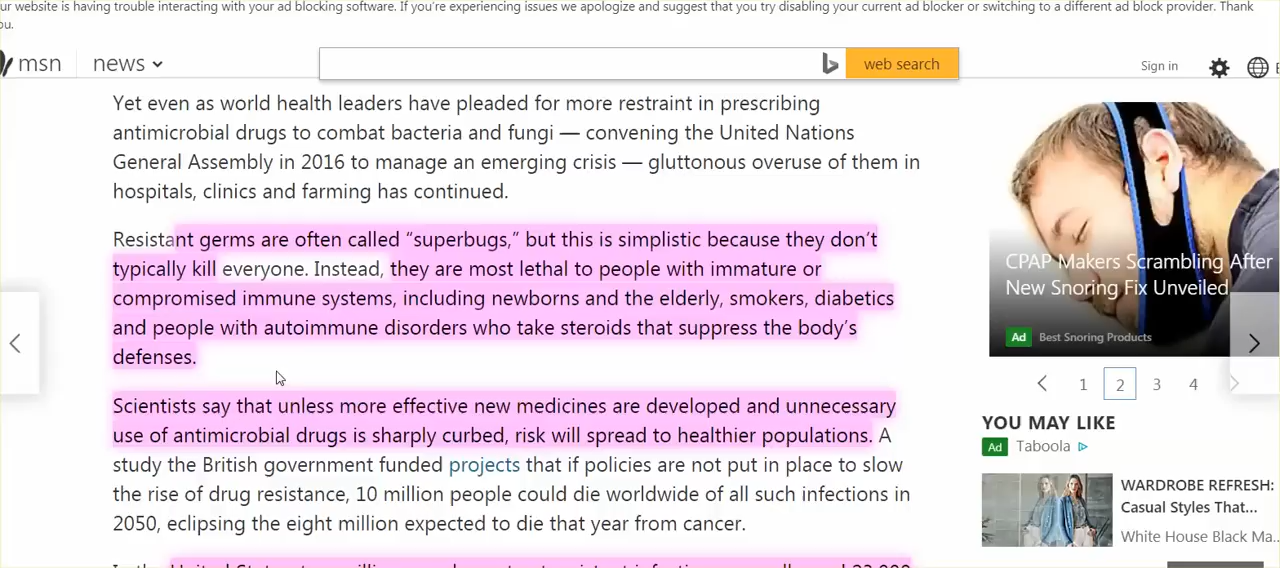 ur website is having trouble interacting with your ad blocking software. If you're experiencing issues we apologize and suggest that you try disabling your current ad blocker or switching to a different ad block provider. Thank
ou.
msn news web search Sign in
Yet even as world health leaders have pleaded for more restraint in prescribing
antimicrobial drugs to combat bacteria and fungi — convening the United Nations
General Assembly in 2016 to manage an emerging crisis — gluttonous overuse of them in
hospitals, clinics and farming has continued.
Resistant germs are often called “superbugs,” but this is simplistic because they don’t
typically kill everyone. Instead, they are most lethal to people with immature or
compromised immune systems, including newborns and the elderly, smokers, diabetics
and people with autoimmune disorders who take steroids that suppress the body’s
defenses.
Scientists say that unless more effective new medicines are developed and unnecessary
use of antimicrobial drugs is sharply curbed, risk will spread to healthier populations. A
study the British government funded projects that if policies are not put in place to slow
the rise of drug resistance, 10 million people could die worldwide of all such infections in
2050, eclipsing the eight million expected to die that year from cancer.
CPAP Makers Scrambling After
New Snoring Fix Unveiled
Ad Best Snoring Products
1 2 3 4
YOU MAY LIKE
Ad Taboola
WARDROBE REFRESH:
Casual Styles That...
White House Black Ma...